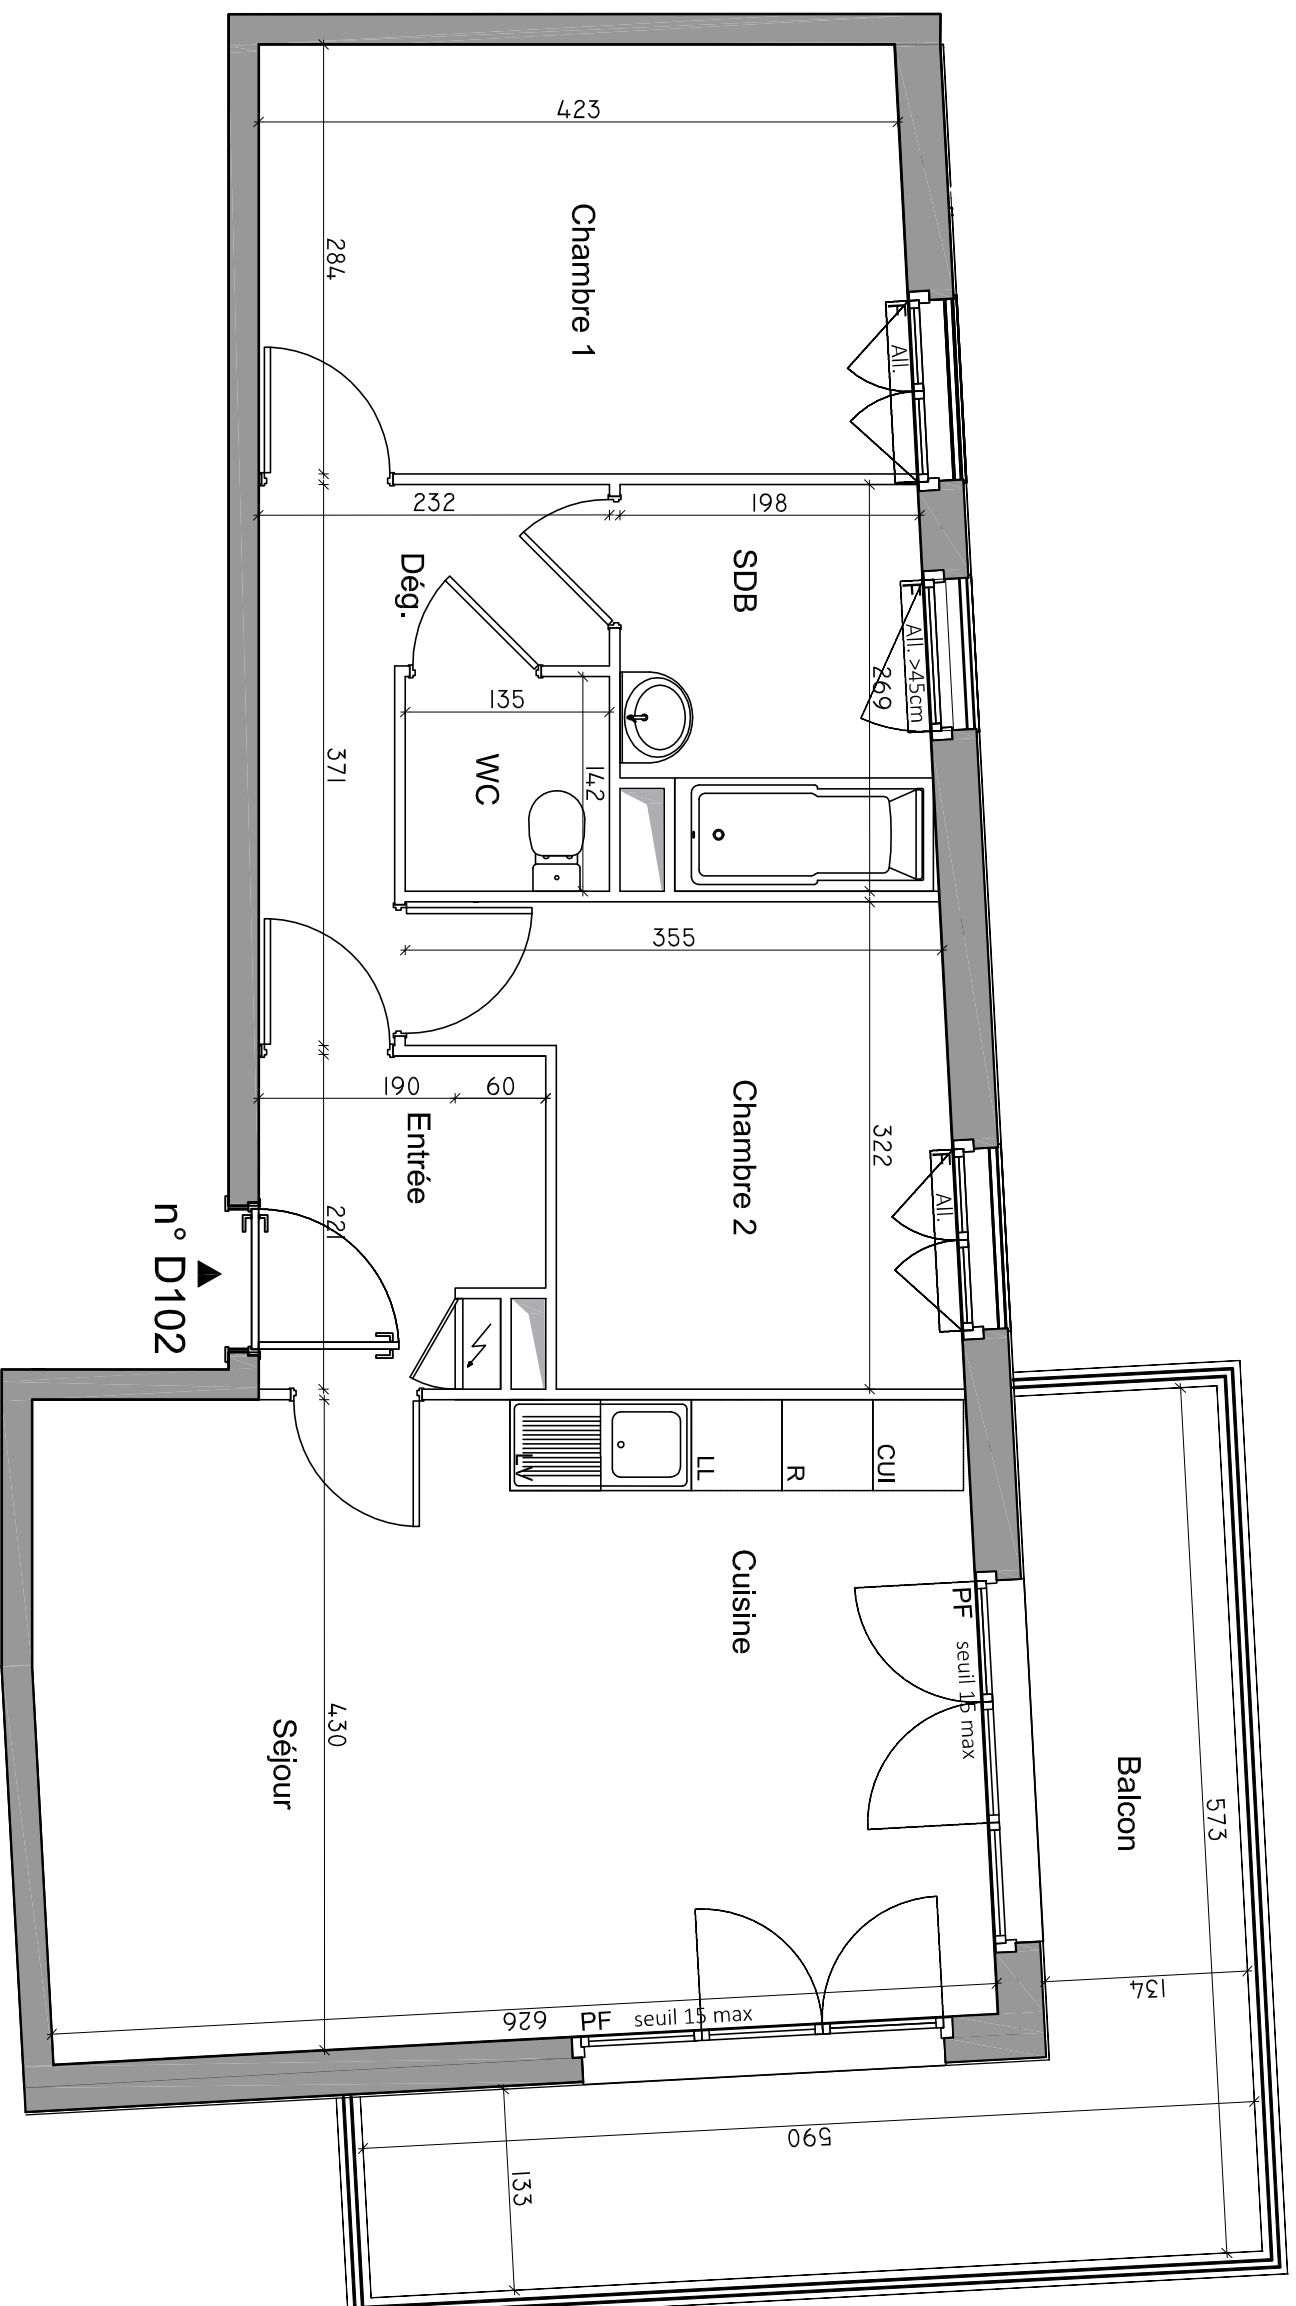 423
Chambre 1
284
All.
232
198
SDB
Dég.
All. >45cm
269
135
142
WC
371
355
190
60
Entrée
Chambre 2
322
All.
221
n° D102
LV
LL
R
CUI
Cuisine
PF seuil 15 max
Séjour
430
Balcon
573
134
626
PF seuil 15 max
590
133